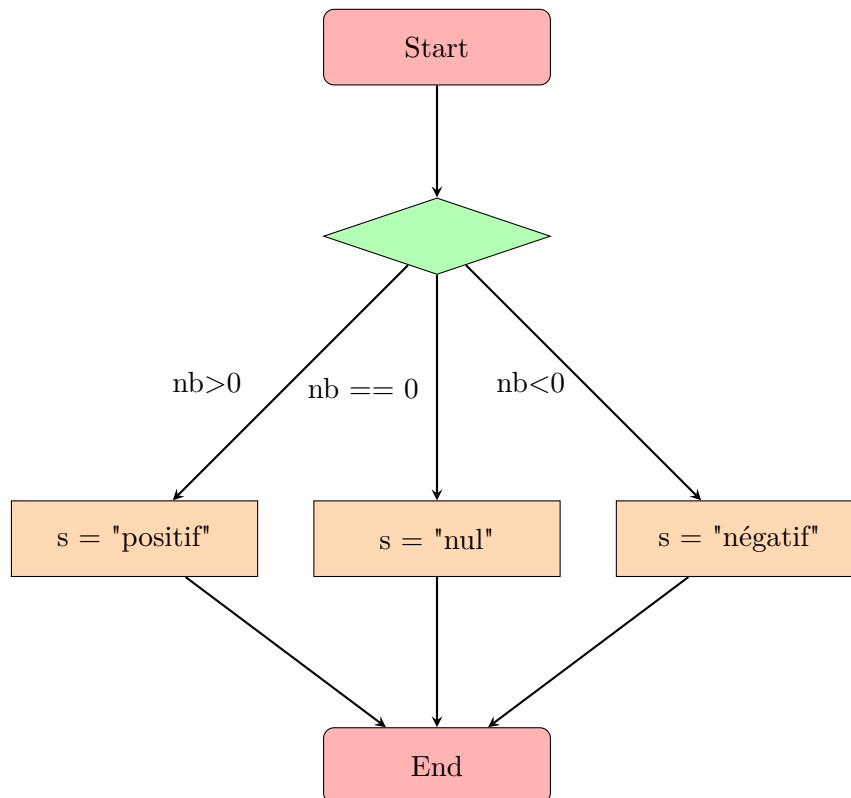 Start
nb>0
nb == 0
nb<0
s = "positif"
s = "nul"
s = "négatif"
End